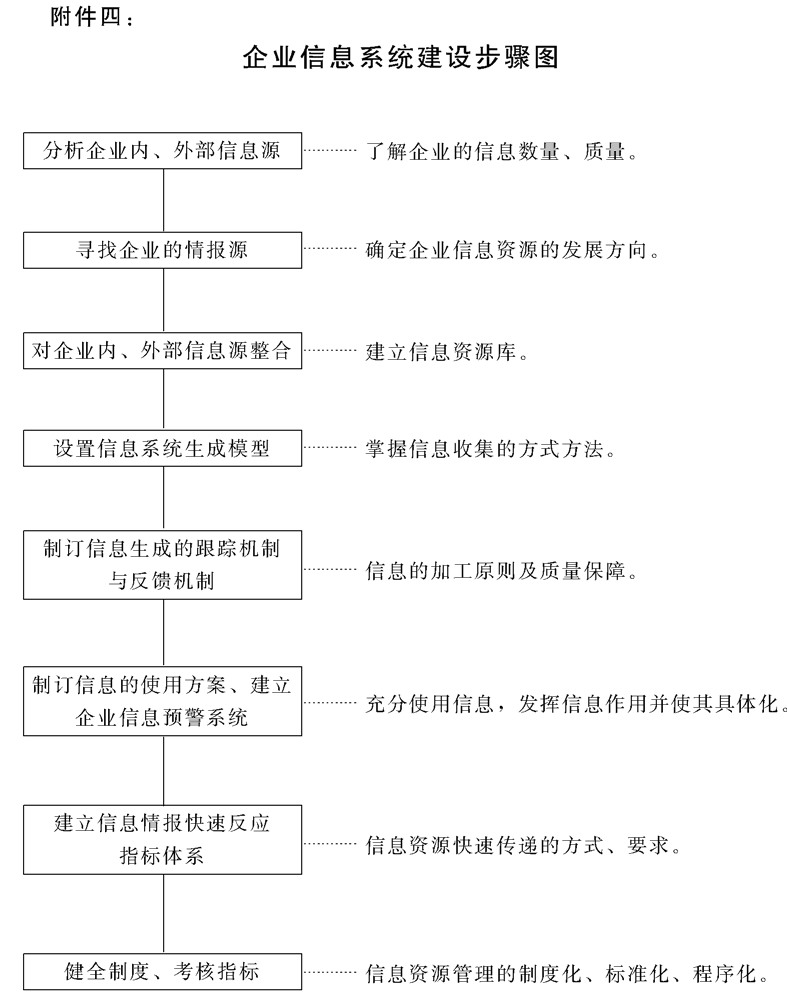 附件四：
企业信息系统建设步骤图
分析企业内、外部信息源
了解企业的信息数量、质量。
寻找企业的情报源
确定企业信息资源的发展方向。
对企业内、外部信息源整合
建立信息资源库。
设置信息系统生成模型
掌握信息收集的方式方法。
制订信息生成的跟踪机制
与反馈机制
信息的加工原则及质量保障。
制订信息的使用方案、建立
企业信息预警系统
充分使用信息，发挥信息作用并使其具体化。
建立信息情报快速反应
指标体系
信息资源快速传递的方式、要求。
健全制度、考核指标
信息资源管理的制度化、标准化、程序化。